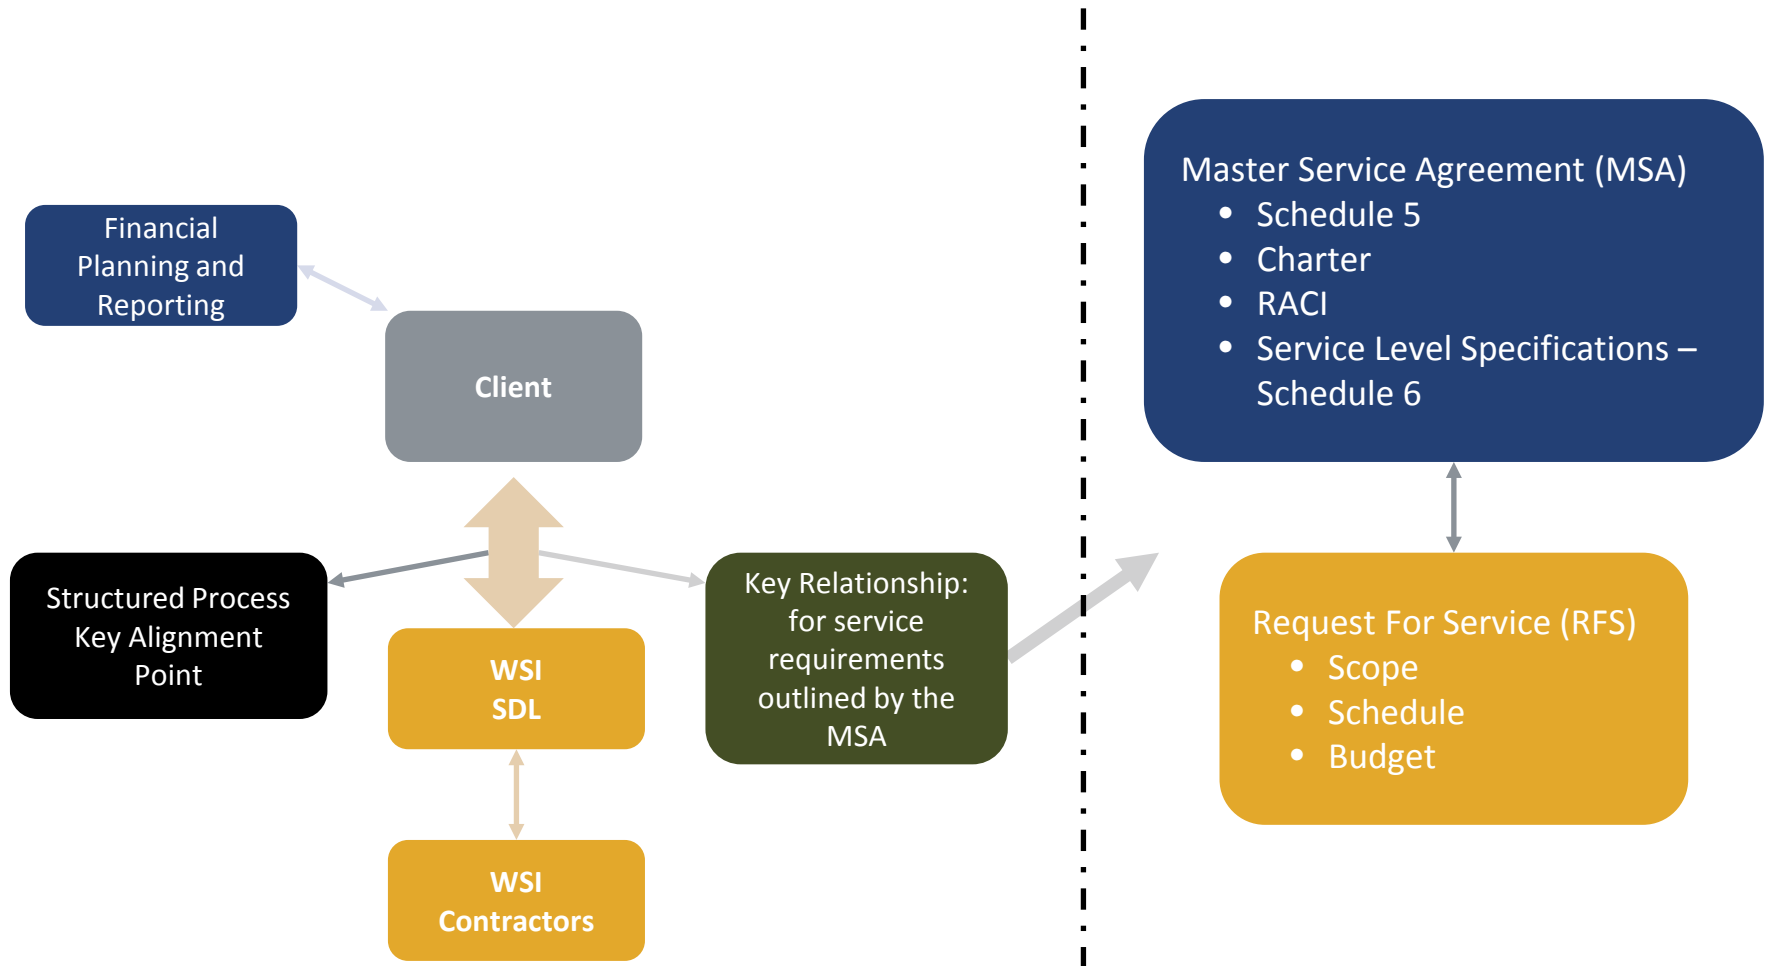 Financial
Planning and
Reporting
Client
Structured Process
Key Alignment
Point
WSI
SDL
Key Relationship:
for service
requirements
outlined by the
MSA
WSI
Contractors
Master Service Agreement (MSA)
• Schedule 5
• Charter
• RACI
• Service Level Specifications –
Schedule 6
Request For Service (RFS)
• Scope
• Schedule
• Budget